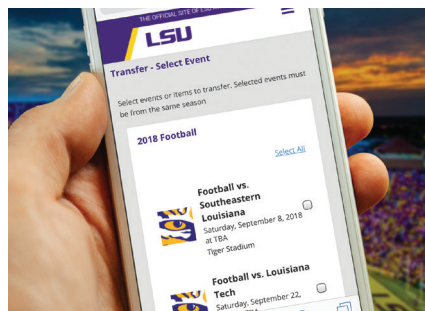 THE OFFICIAL SITE OF LSU
LSU
Transfer - Select Event
Select events or items to transfer. Selected events must
be from the same season
2018 Football
Select All
Football vs.
Southeastern
Louisiana
Saturday, September 8, 2018
at TBA
Tiger Stadium
Football vs. Louisiana
Tech
Saturday, September 22,
TBA